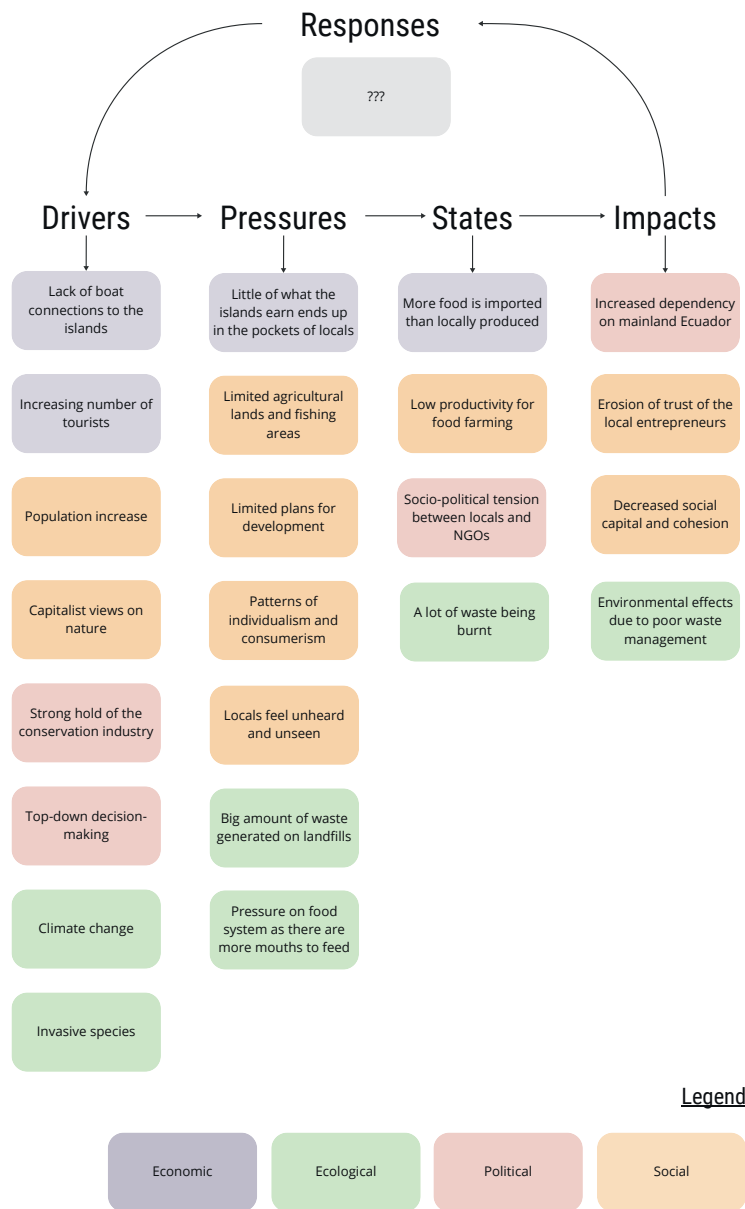 Responses
???
Drivers
Pressures
States
Impacts
Lack of boat
connections to the
islands
Increasing number of
tourists
Population increase
Capitalist views on
nature
Strong hold of the
conservation industry
Top-down decision-
making
Climate change
Invasive species
Little of what the
islands earn ends up
in the pockets of locals
Limited agricultural
lands and fishing
areas
Limited plans for
development
Patterns of
individualism and
consumerism
Locals feel unheard
and unseen
Big amount of waste
generated on landfills
Pressure on food
system as there are
more mouths to feed
More food is imported
than locally produced
Low productivity for
food farming
Socio-political tension
between locals and
NGOs
A lot of waste being
burnt
Increased dependency
on mainland Ecuador
Erosion of trust of the
local entrepreneurs
Decreased social
capital and cohesion
Environmental effects
due to poor waste
management
Legend
Economic
Ecological
Political
Social